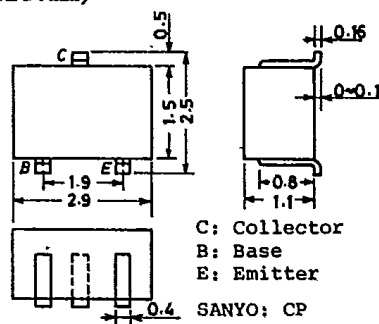 C
0.5
1.5
2.5
B
E
1.9
2.9
0.16
0~0.1
0.8
1.1
C: Collector
B: Base
E: Emitter
0.4
SANYO: CP